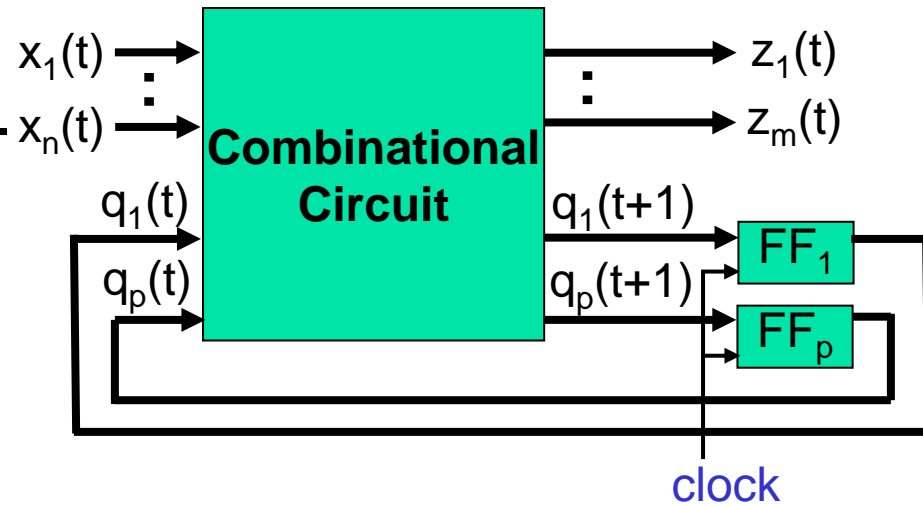 x₁(t)
z₁(t)
xₙ(t)
zₘ(t)
Combinational
Circuit
q₁(t)
q₁(t+1)
FF₁
qₚ(t)
qₚ(t+1)
FFₚ
clock